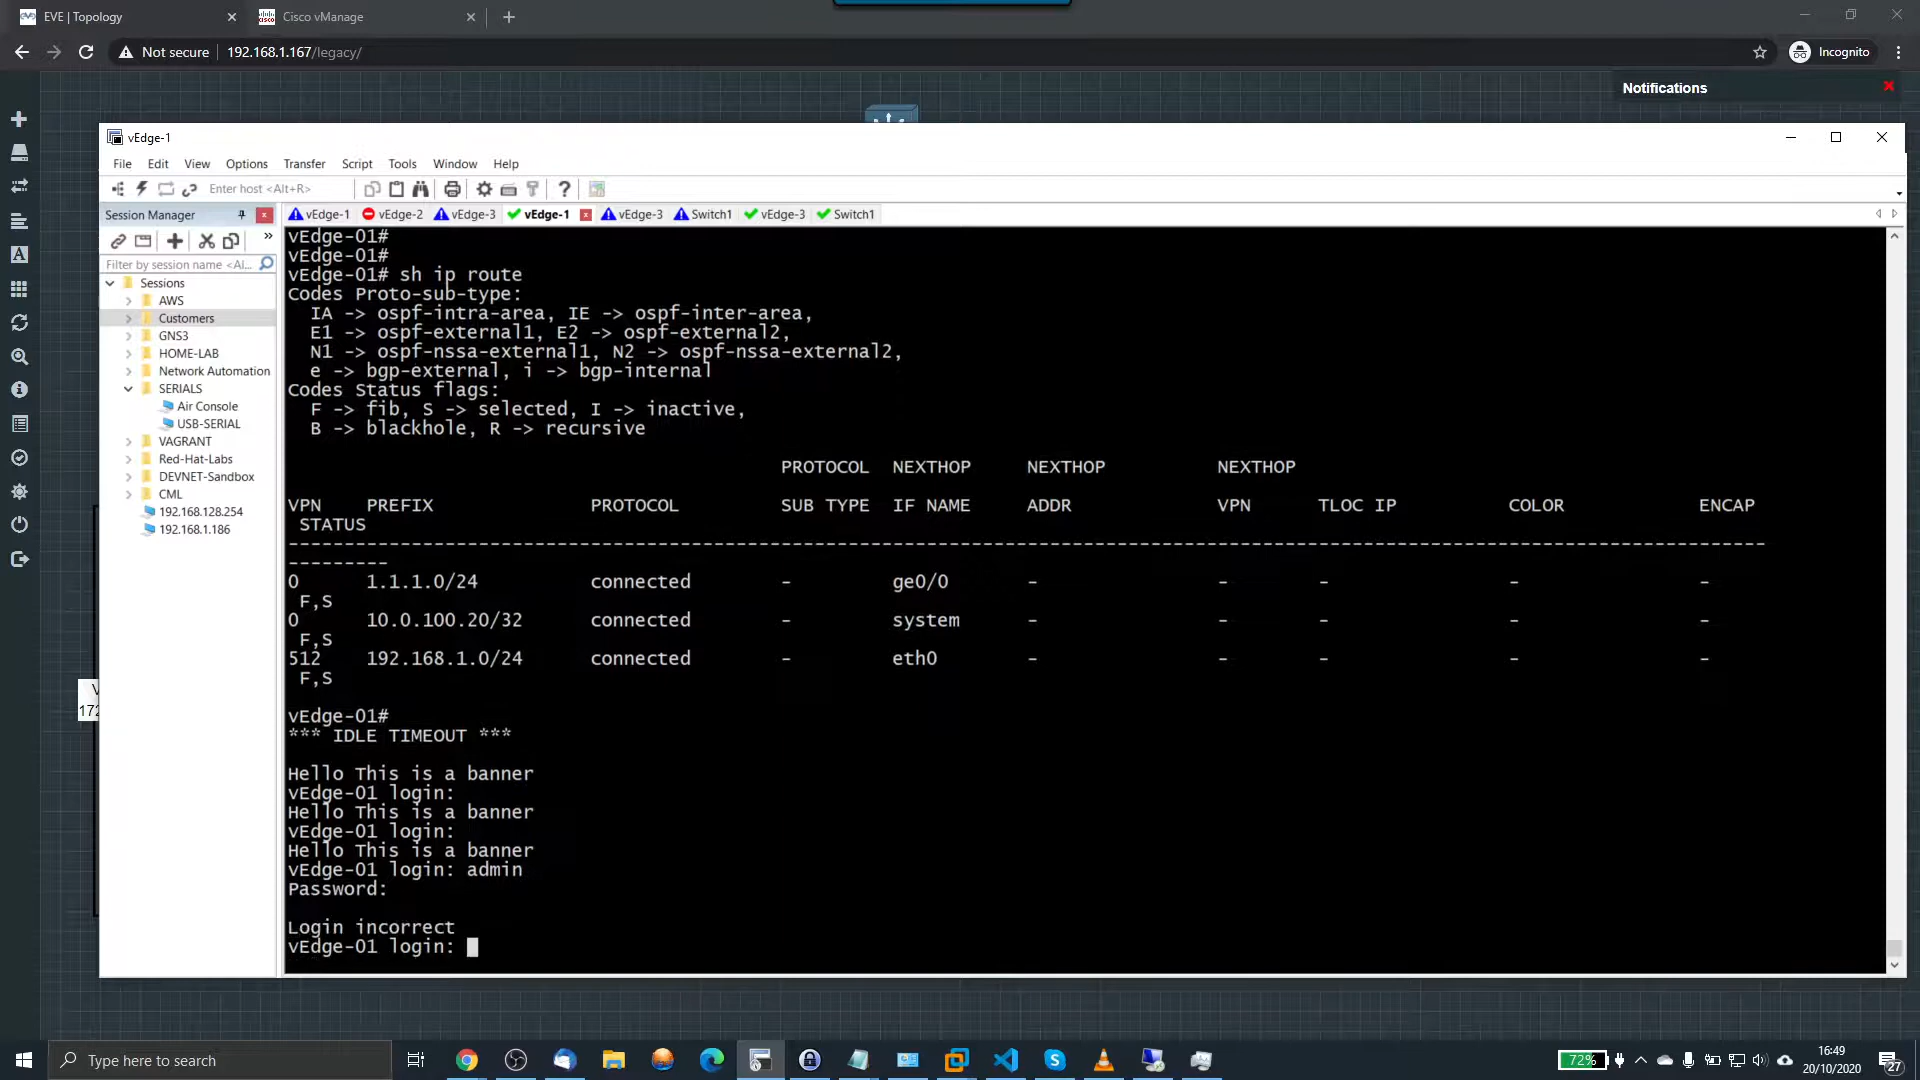 EVE | Topology
Cisco vManage
Not secure
192.168.1.167/legacy/
Incognito
Notifications
vEdge-1
File Edit View Options Transfer Script Tools Window Help
Enter host <Alt+R>
Session Manager
vEdge-1 vEdge-2 vEdge-3 vEdge-1 vEdge-3 Switch1 vEdge-3 Switch1
Filter by session name <Al...
Sessions
AWS
Customers
GNS3
HOME-LAB
Network Automation
SERIALS
Air Console
USB-SERIAL
VAGRANT
Red-Hat-Labs
DEVNET-Sandbox
CML
192.168.128.254
192.168.1.186
vEdge-01#
vEdge-01#
vEdge-01# sh ip route
Codes Proto-sub-type:
IA -> ospf-intra-area, IE -> ospf-inter-area,
E1 -> ospf-external1, E2 -> ospf-external2,
N1 -> ospf-nssa-external1, N2 -> ospf-nssa-external2,
e -> bgp-external, i -> bgp-internal
Codes Status flags:
F -> fib, S -> selected, I -> inactive,
B -> blackhole, R -> recursive
PROTOCOL NEXTHOP NEXTHOP NEXTHOP
VPN PREFIX PROTOCOL SUB TYPE IF NAME ADDR VPN TLOC IP COLOR ENCAP
STATUS
---------------------------------------------------------------------------------------------------------------------------
---------
0 1.1.1.0/24 connected - ge0/0 - - - - -
F,S
0 10.0.100.20/32 connected - system - - - - -
F,S
512 192.168.1.0/24 connected - eth0 - - - - -
F,S
vEdge-01#
*** IDLE TIMEOUT ***
Hello This is a banner
vEdge-01 login:
Hello This is a banner
vEdge-01 login:
Hello This is a banner
vEdge-01 login: admin
Password:
Login incorrect
vEdge-01 login:
V
172
Type here to search
72%
16:49
20/10/2020
27